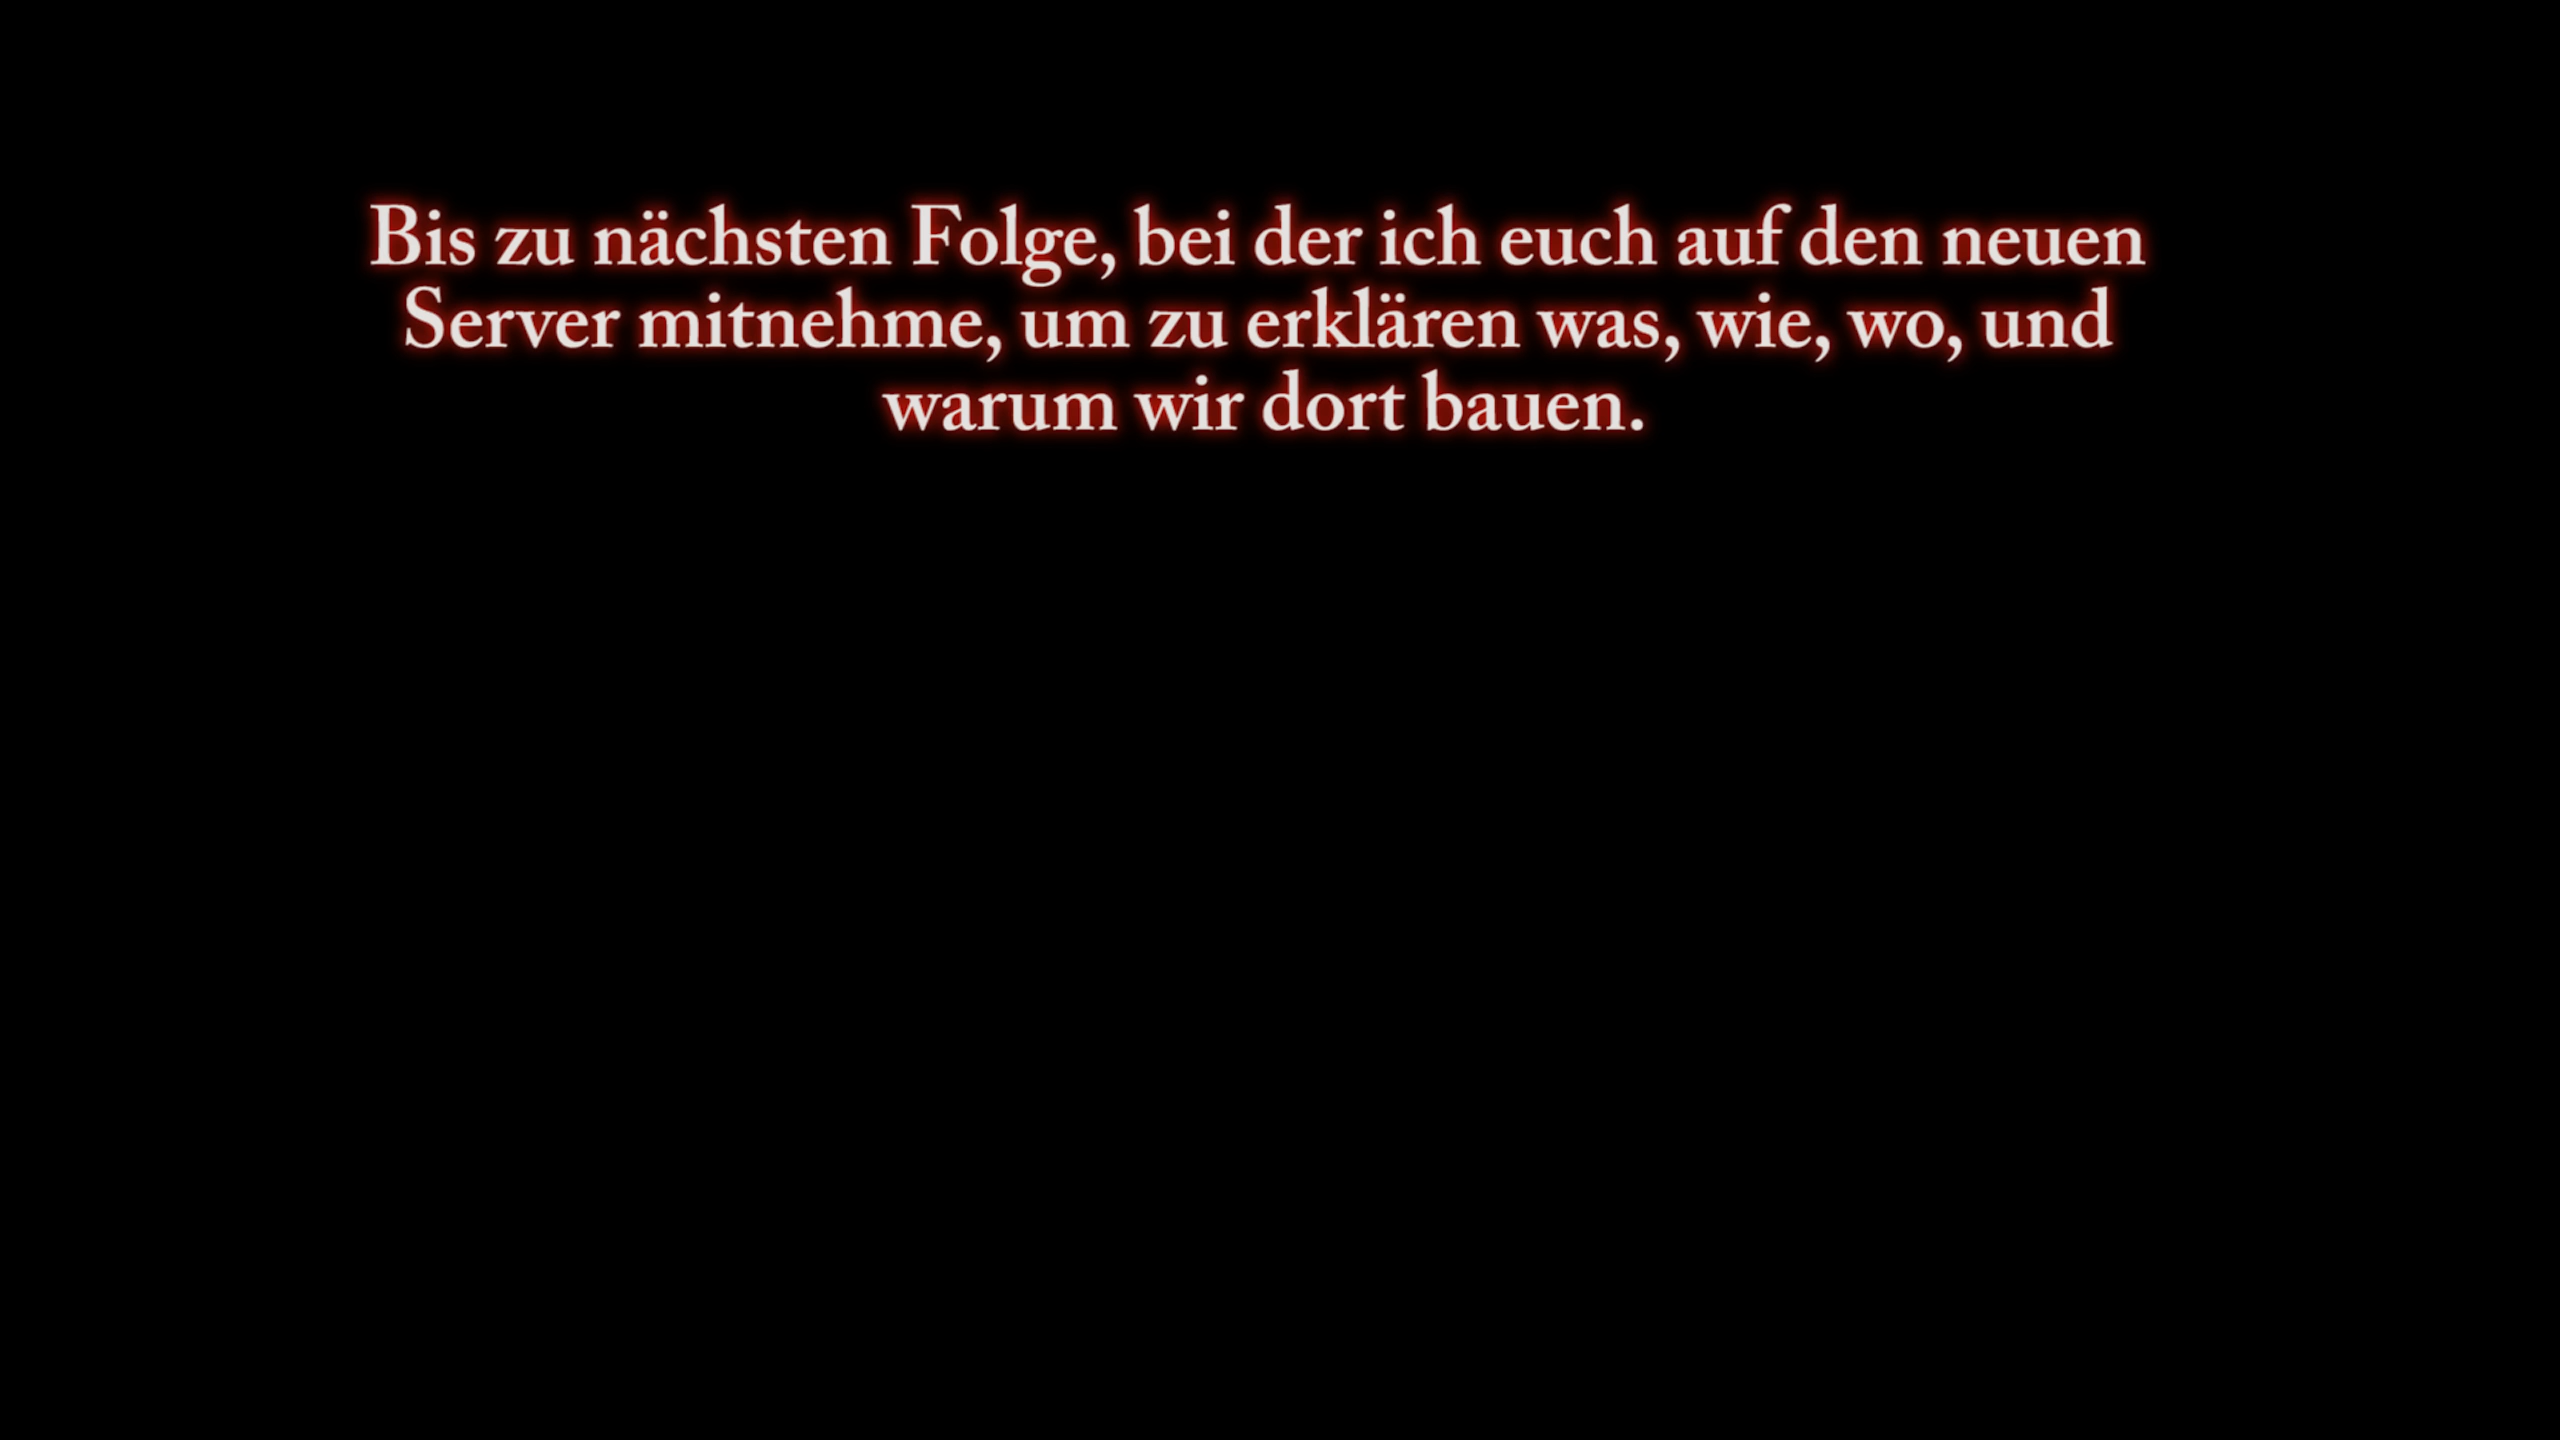 Bis zu nächsten Folge, bei der ich euch auf den neuen
Server mitnehme, um zu erklären was, wie, wo, und
warum wir dort bauen.